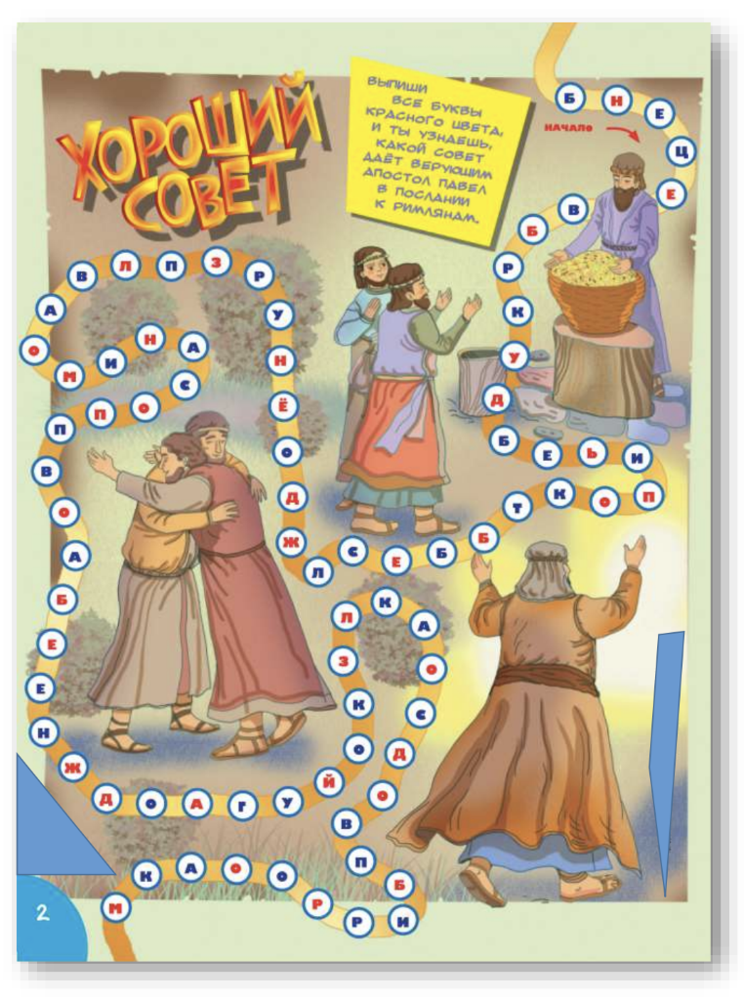 ХОРОШИЙ
СОВЕТ
ВЫПИШИ
ВСЕ БУКВЫ
КРАСНОГО ЦВЕТА,
И ТЫ УЗНАЕШЬ,
КАКОЙ СОВЕТ
ДАЁТ ВЕРУЮЩИМ
АПОСТОЛ ПАВЕЛ
В ПОСЛАНИИ
К РИМЛЯНАМ.
НАЧАЛО
Б Н Е Ц Е В Б Р К У Д Б Е Ь И П О К Т Б Б Е С Л Ж Д О Ё Н У Р З П Л В А О М И Н А С О П П В О А Б Е Е Н Ж Д О А Г У Й О К З Л К А О С Д О В П Б И Р Р О О А К М
2